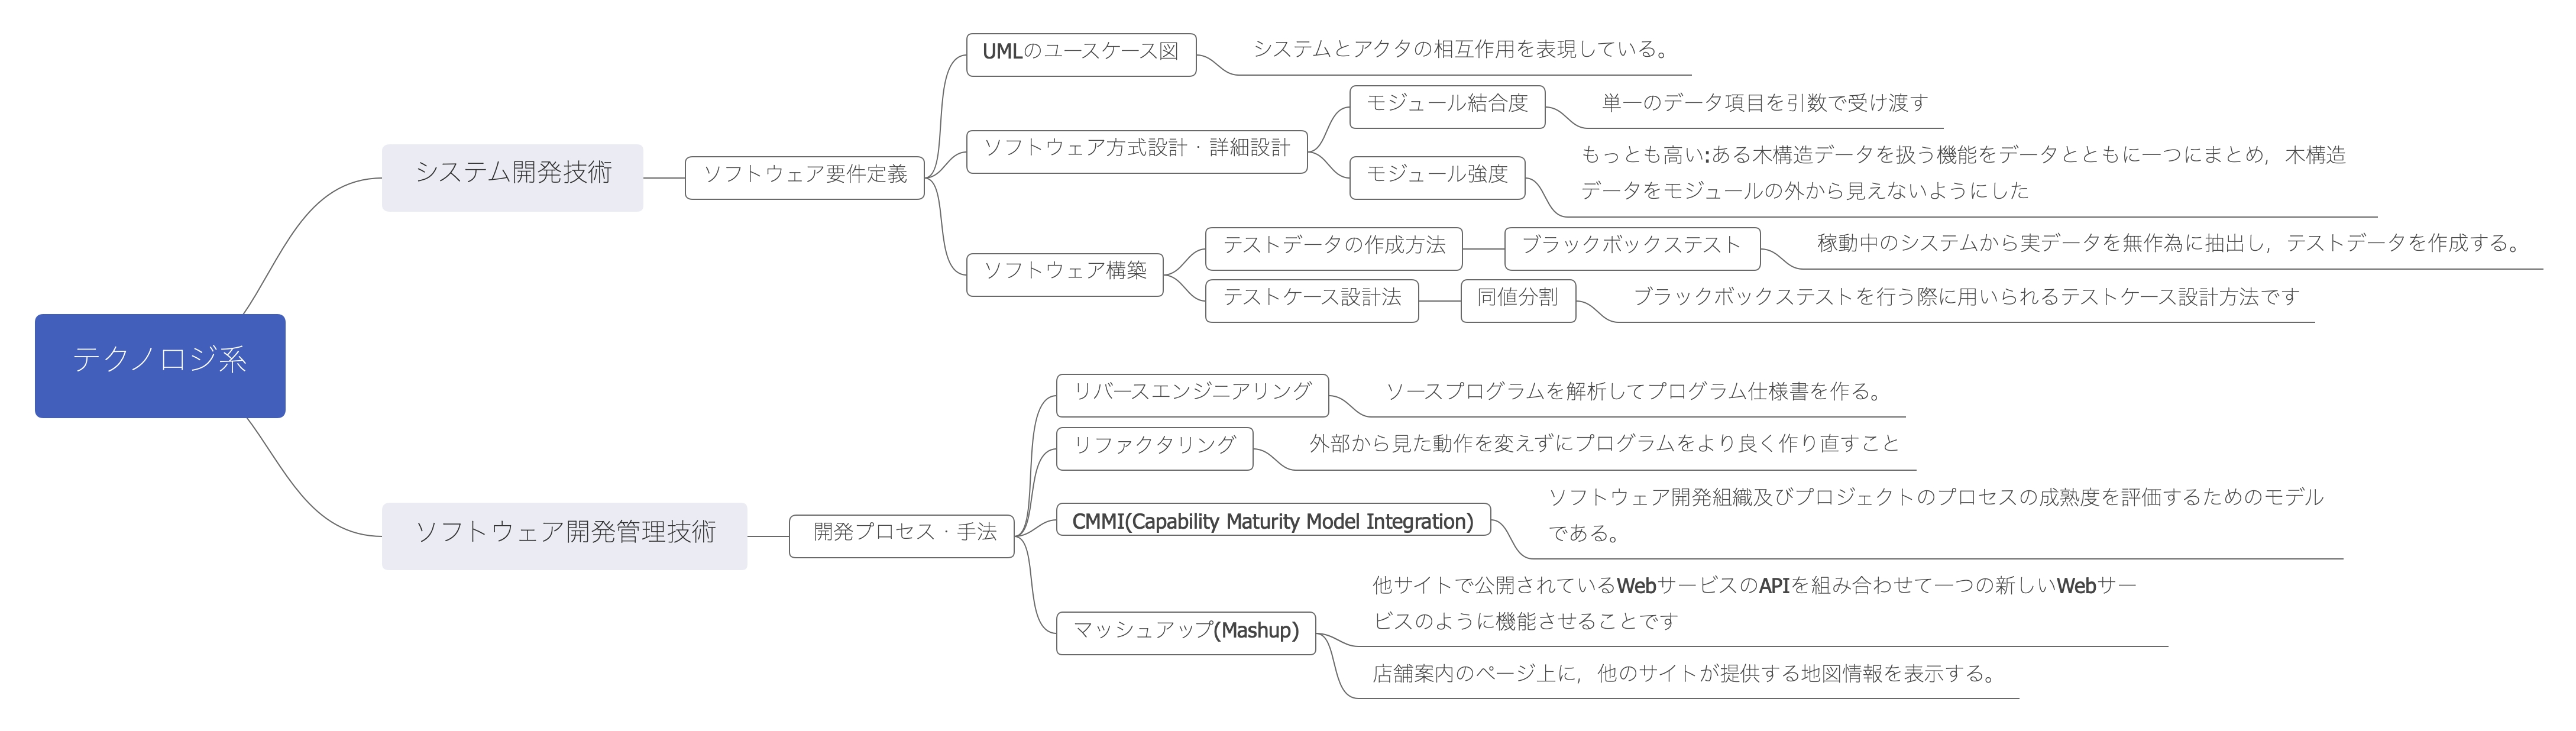 テクノロジ系
システム開発技術
ソフトウェア要件定義
UMLのユースケース図
システムとアクタの相互作用を表現している。
ソフトウェア方式設計・詳細設計
モジュール結合度
単一のデータ項目を引数で受け渡す
モジュール強度
もっとも高い:ある木構造データを扱う機能をデータとともに一つにまとめ，木構造
データをモジュールの外から見えないようにした
ソフトウェア構築
テストデータの作成方法
ブラックボックステスト
稼動中のシステムから実データを無作為に抽出し，テストデータを作成する。
テストケース設計法
同値分割
ブラックボックステストを行う際に用いられるテストケース設計方法です
ソフトウェア開発管理技術
開発プロセス・手法
リバースエンジニアリング
ソースプログラムを解析してプログラム仕様書を作る。
リファクタリング
外部から見た動作を変えずにプログラムをより良く作り直すこと
CMMI(Capability Maturity Model Integration)
ソフトウェア開発組織及びプロジェクトのプロセスの成熟度を評価するためのモデル
である。
マッシュアップ(Mashup)
他サイトで公開されているWebサービスのAPIを組み合わせて一つの新しいWebサー
ビスのように機能させることです
店舗案内のページ上に，他のサイトが提供する地図情報を表示する。